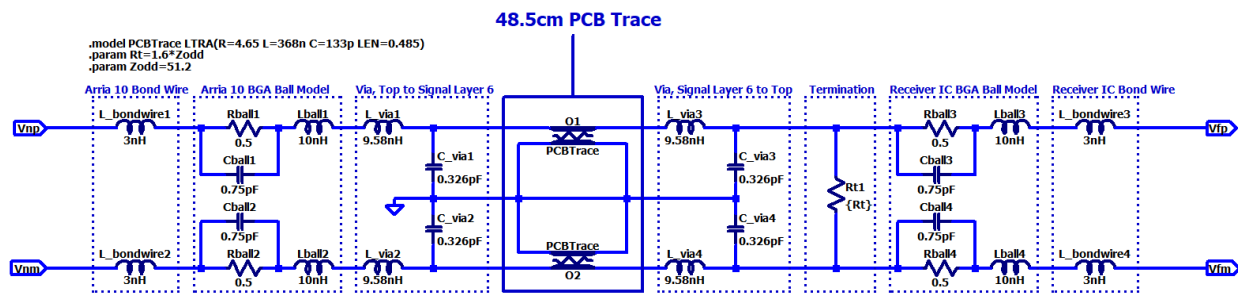 48.5cm PCB Trace
.model PCBTrace LTRA(R=4.65 L=368n C=133p LEN=0.485)
.param Rt=1.6*Zodd
.param Zodd=51.2
Arria 10 Bond Wire
Arria 10 BGA Ball Model
Via, Top to Signal Layer 6
Via, Signal Layer 6 to Top
Termination
Receiver IC BGA Ball Model
Receiver IC Bond Wire
Vnp
L_bondwire1
3nH
Rball1
0.5
Cball1
0.75pF
Lball1
10nH
L_via1
9.58nH
C_via1
0.326pF
O1
PCBTrace
L_via3
9.58nH
C_via3
0.326pF
Rt1
{Rt}
Rball3
0.5
Cball3
0.75pF
Lball3
10nH
L_bondwire3
3nH
Vfp
Vnm
L_bondwire2
3nH
Cball2
0.75pF
Rball2
0.5
Lball2
10nH
L_via2
9.58nH
C_via2
0.326pF
PCBTrace
O2
L_via4
9.58nH
C_via4
0.326pF
Cball4
0.75pF
Rball4
0.5
Lball4
10nH
L_bondwire4
3nH
Vfm